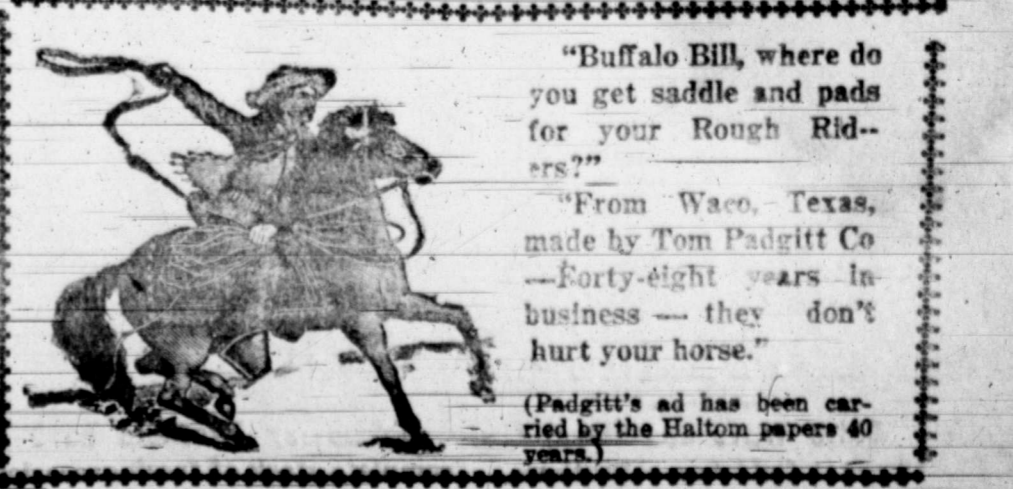 "Buffalo Bill, where do
you get saddle and pads
for your Rough Rid--
ers?"
"From Waco, Texas,
made by Tom Padgitt Co
—Forty-eight years in
business — they don't
hurt your horse."
(Padgitt's ad has been car-
ried by the Haltom papers 40
years.)